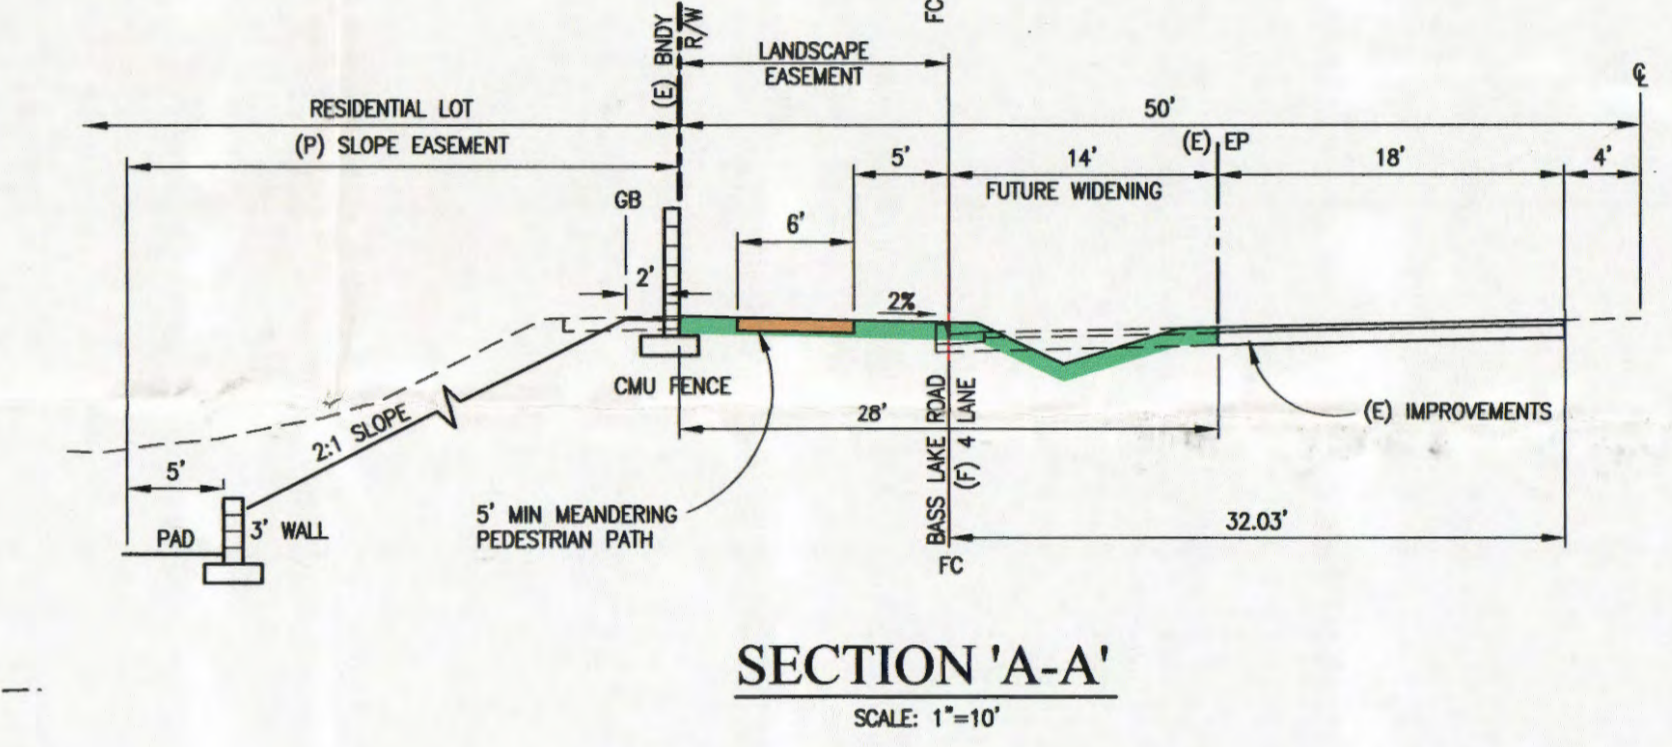 FC
(E) BNDY
R/W
LANDSCAPE
EASEMENT
℄
RESIDENTIAL LOT
50'
(P) SLOPE EASEMENT
5'
14'
(E) EP
18'
4'
FUTURE WIDENING
GB
6'
2'
2%
CMU FENCE
28'
BASS LAKE ROAD
(F) 4 LANE
(E) IMPROVEMENTS
2:1 SLOPE
5'
5' MIN MEANDERING
PEDESTRIAN PATH
32.03'
PAD
3' WALL
FC
SECTION 'A-A'
SCALE: 1"=10'